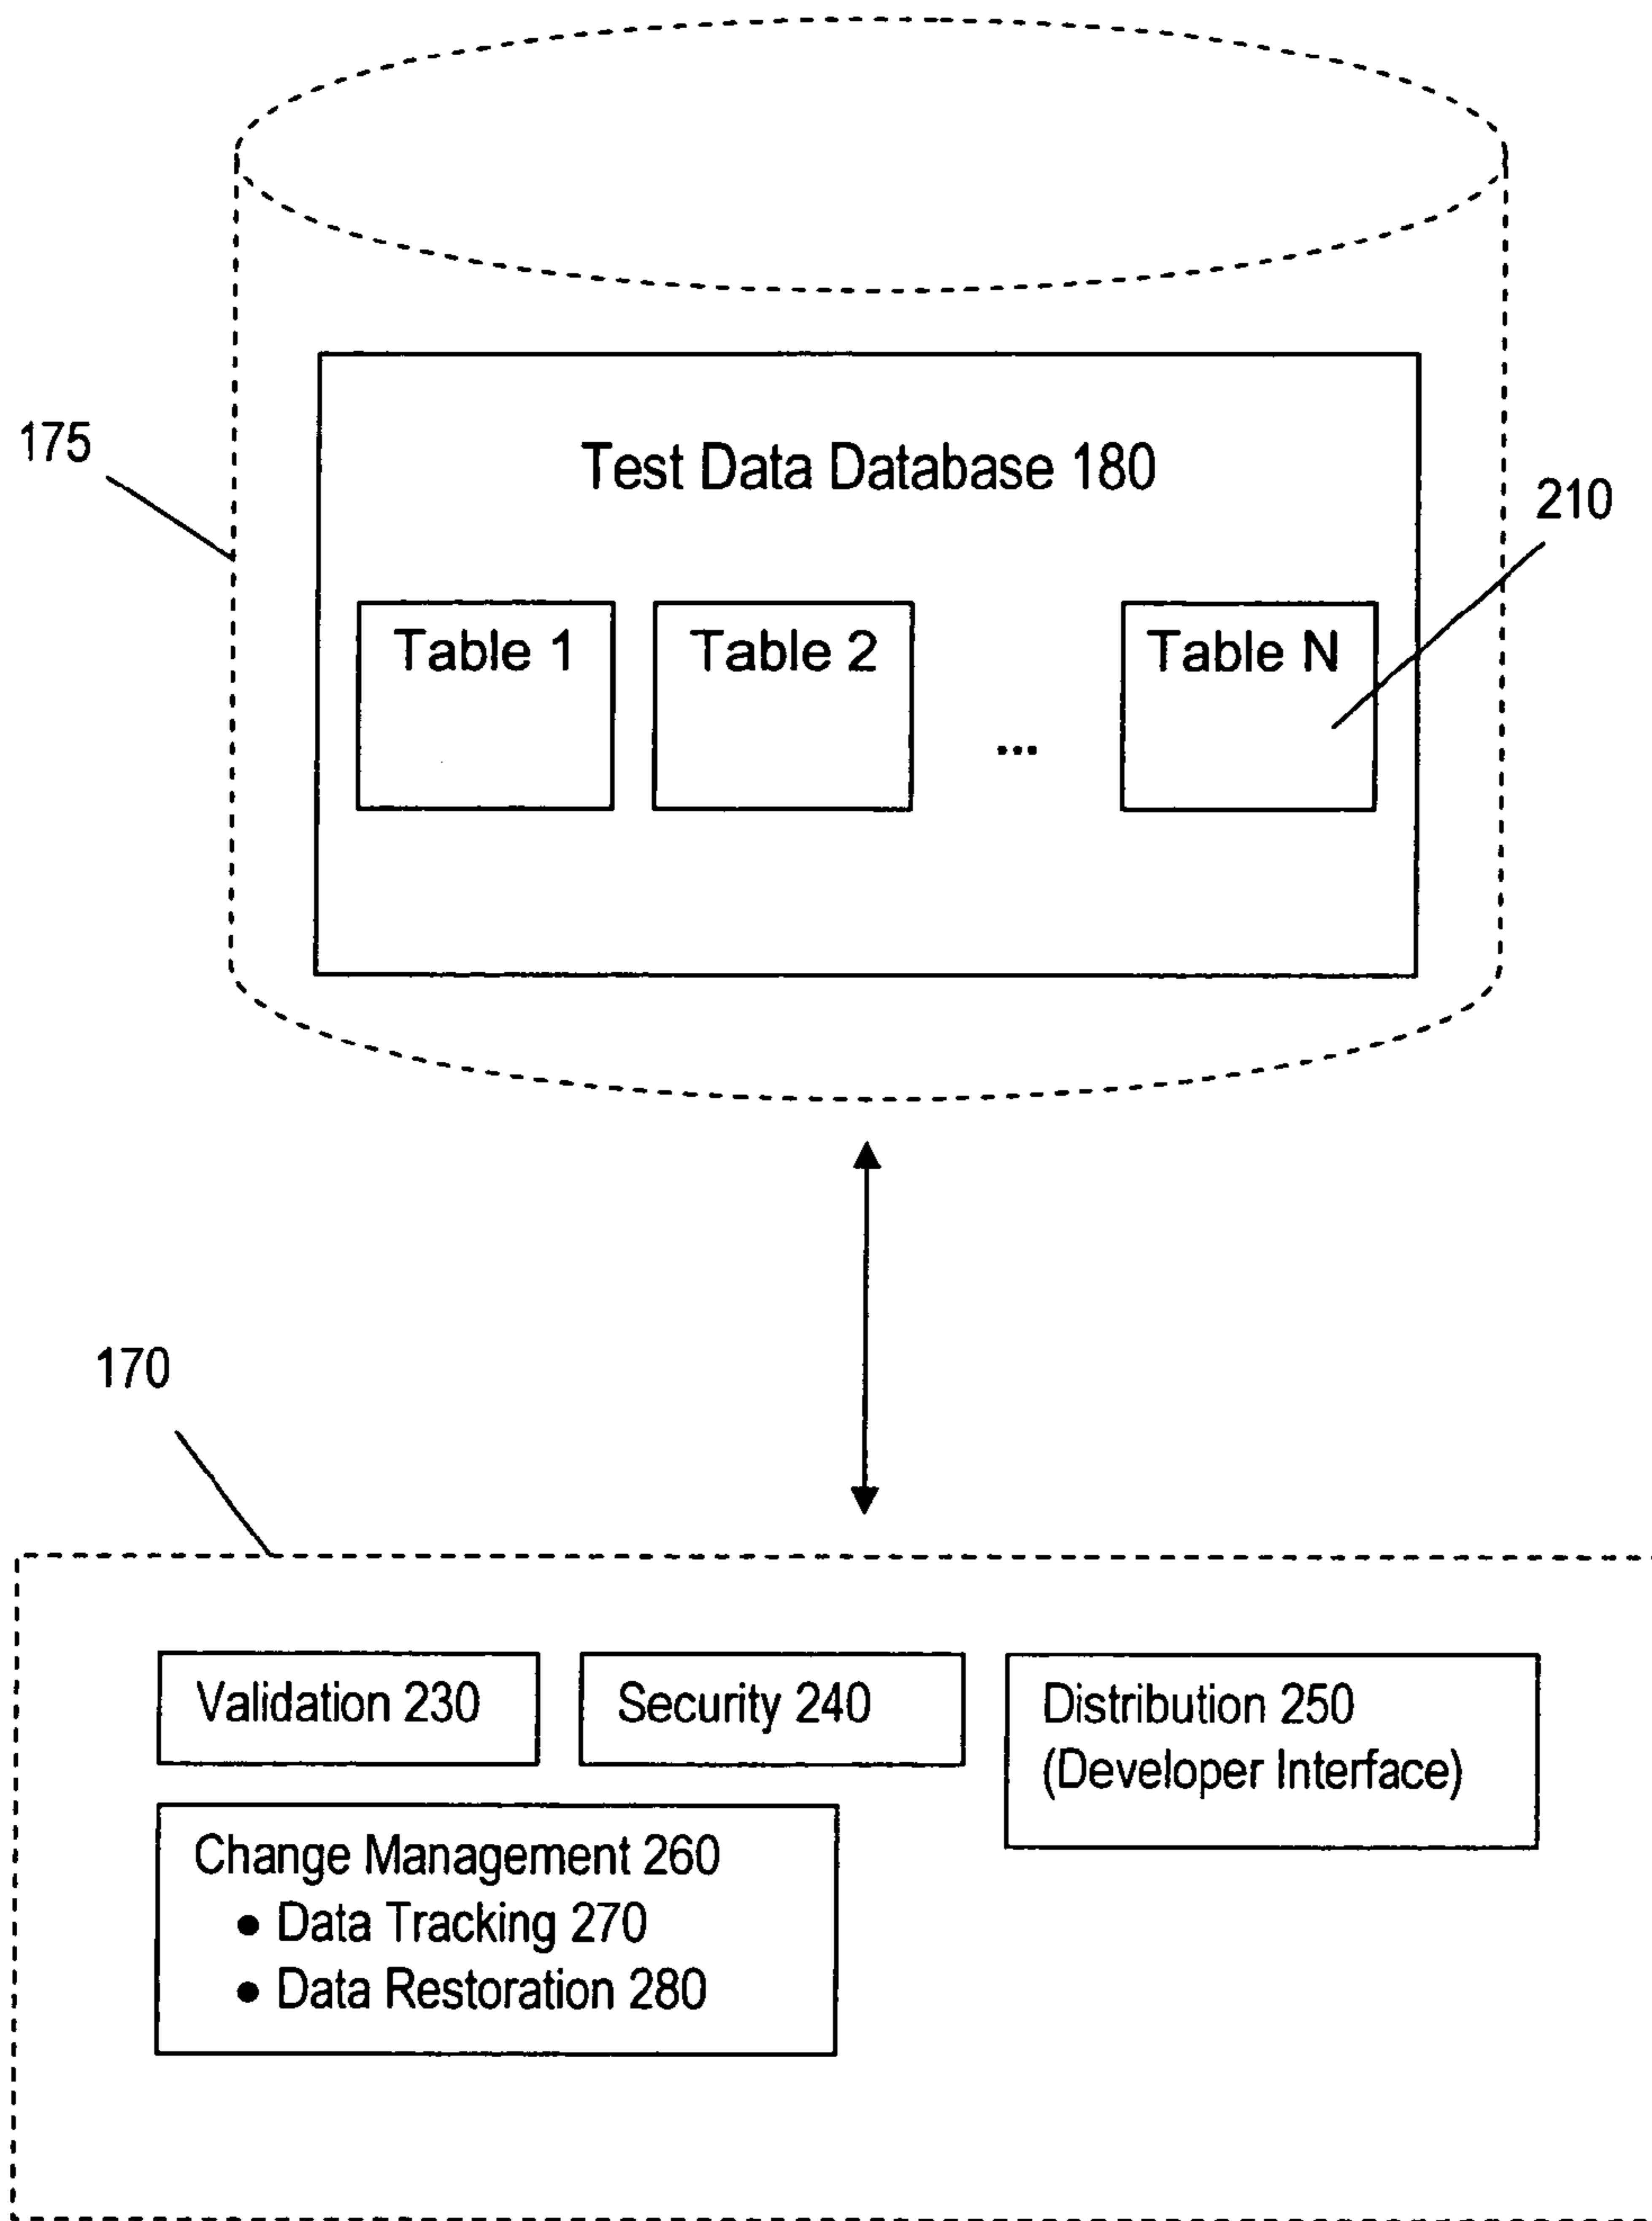 175
Test Data Database 180
210
Table 1
Table 2
...
Table N
170
Validation 230
Security 240
Distribution 250
(Developer Interface)
Change Management 260
● Data Tracking 270
● Data Restoration 280